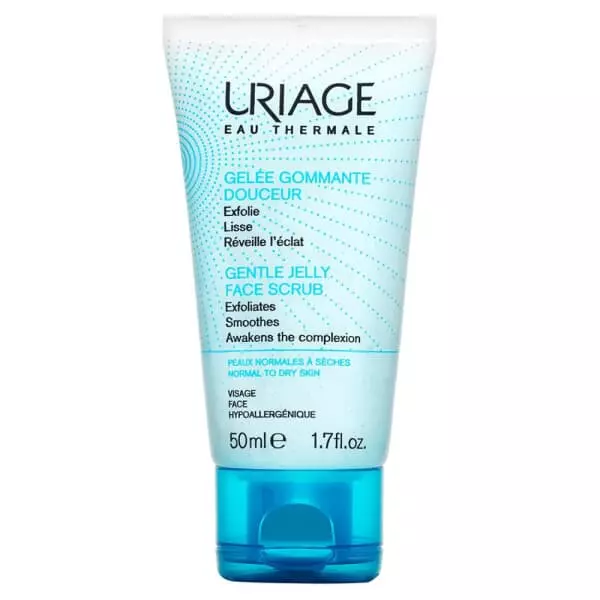 URIAGE
EAU THERMALE
GELÉE GOMMANTE
DOUCEUR
Exfolie
Lisse
Réveille l'éclat
GENTLE JELLY
FACE SCRUB
Exfoliates
Smoothes
Awakens the complexion
PEAUX NORMALES À SÈCHES
NORMAL TO DRY SKIN
VISAGE
FACE
HYPOALLERGÉNIQUE
50ml e 1.7fl.oz.